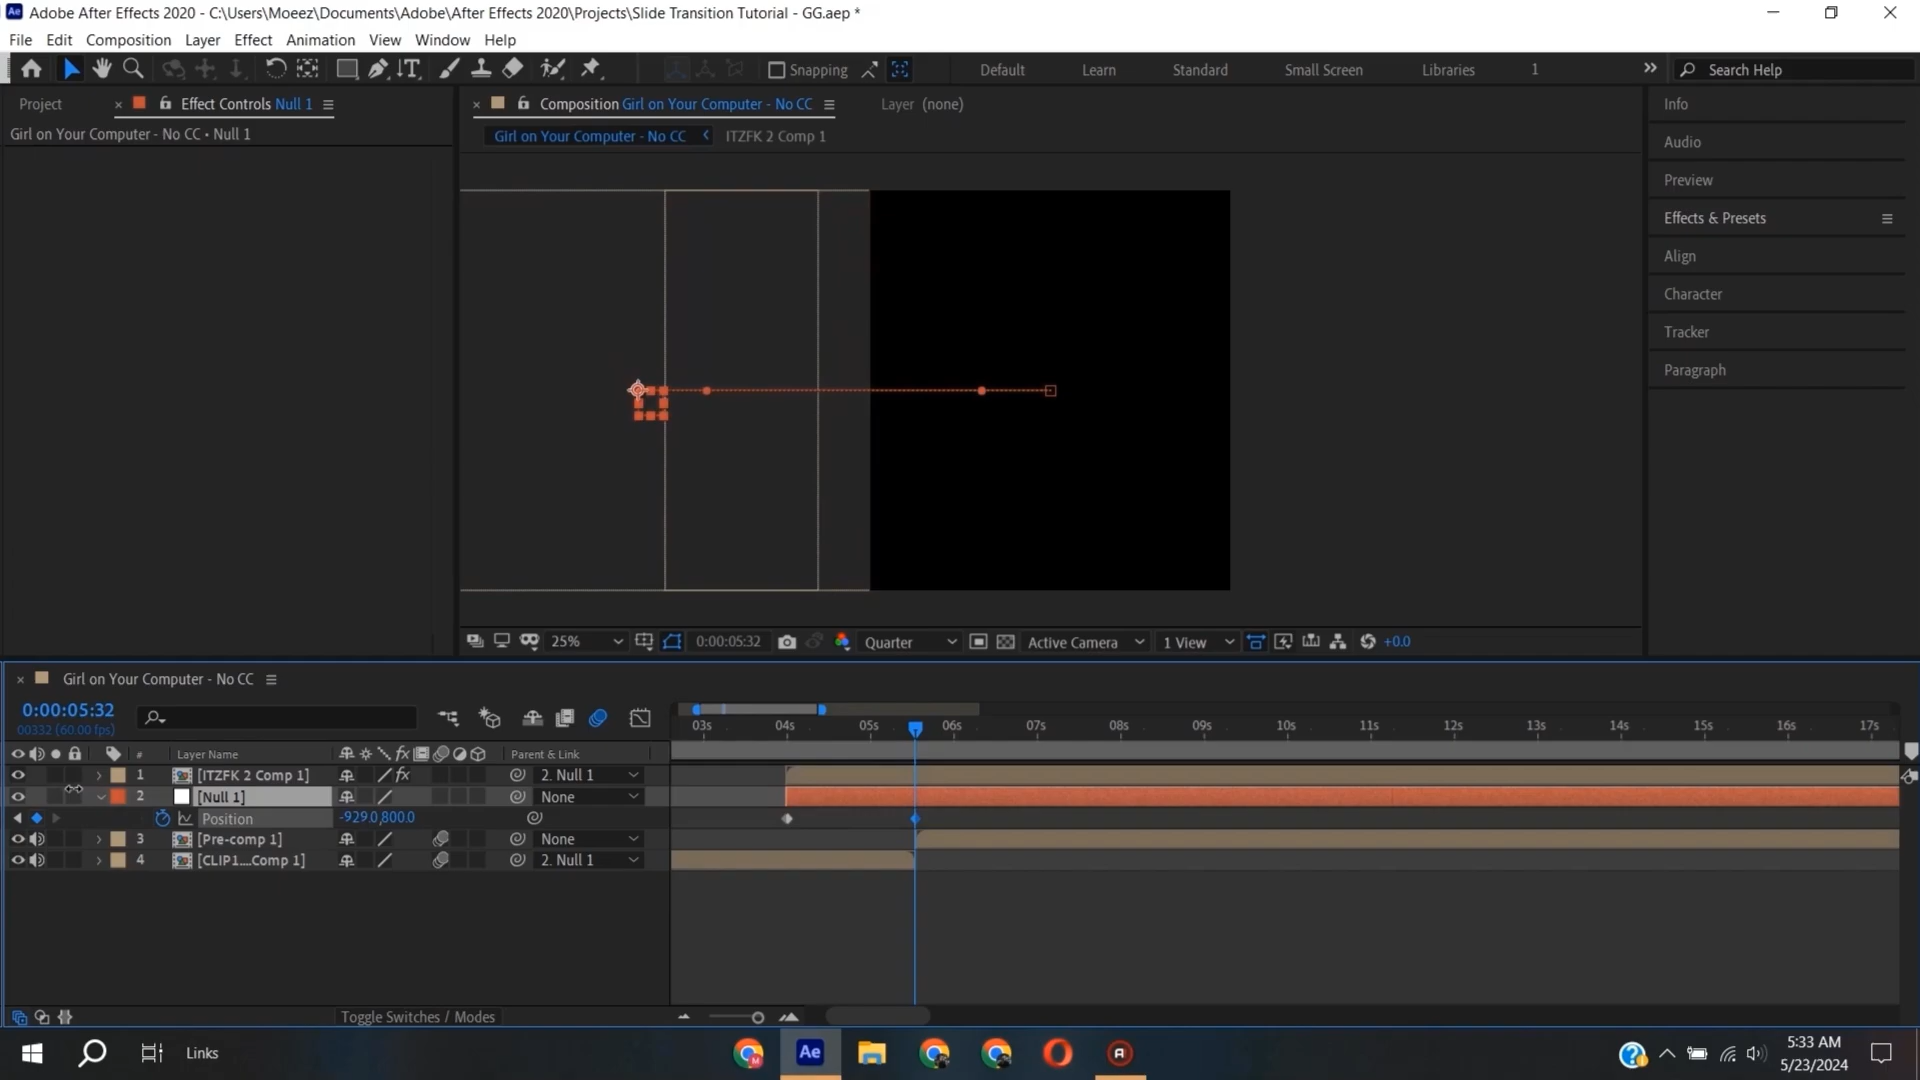 Ae Adobe After Effects 2020 - C:\Users\Moeez\Documents\Adobe\After Effects 2020\Projects\Slide Transition Tutorial - GG.aep *
File Edit Composition Layer Effect Animation View Window Help
Snapping Default Learn Standard Small Screen Libraries 1 Search Help
Project Effect Controls Null 1 Composition Girl on Your Computer - No CC Layer (none) Info
Girl on Your Computer - No CC • Null 1 Girl on Your Computer - No CC ITZFK 2 Comp 1
Audio
Preview
Effects & Presets
Align
Character
Tracker
Paragraph
25% 0:00:05:32 Quarter Active Camera 1 View +0.0
Girl on Your Computer - No CC
0:00:05:32
00332 (60.00 fps)
03s 04s 05s 06s 07s 08s 09s 10s 11s 12s 13s 14s 15s 16s 17s
# Layer Name fx Parent & Link
1 [ITZFK 2 Comp 1] fx 2. Null 1
2 [Null 1] None
Position -929.0,800.0
3 [Pre-comp 1] None
4 [CLIP1....Comp 1] 2. Null 1
Toggle Switches / Modes
Links Ae 5:33 AM
5/23/2024